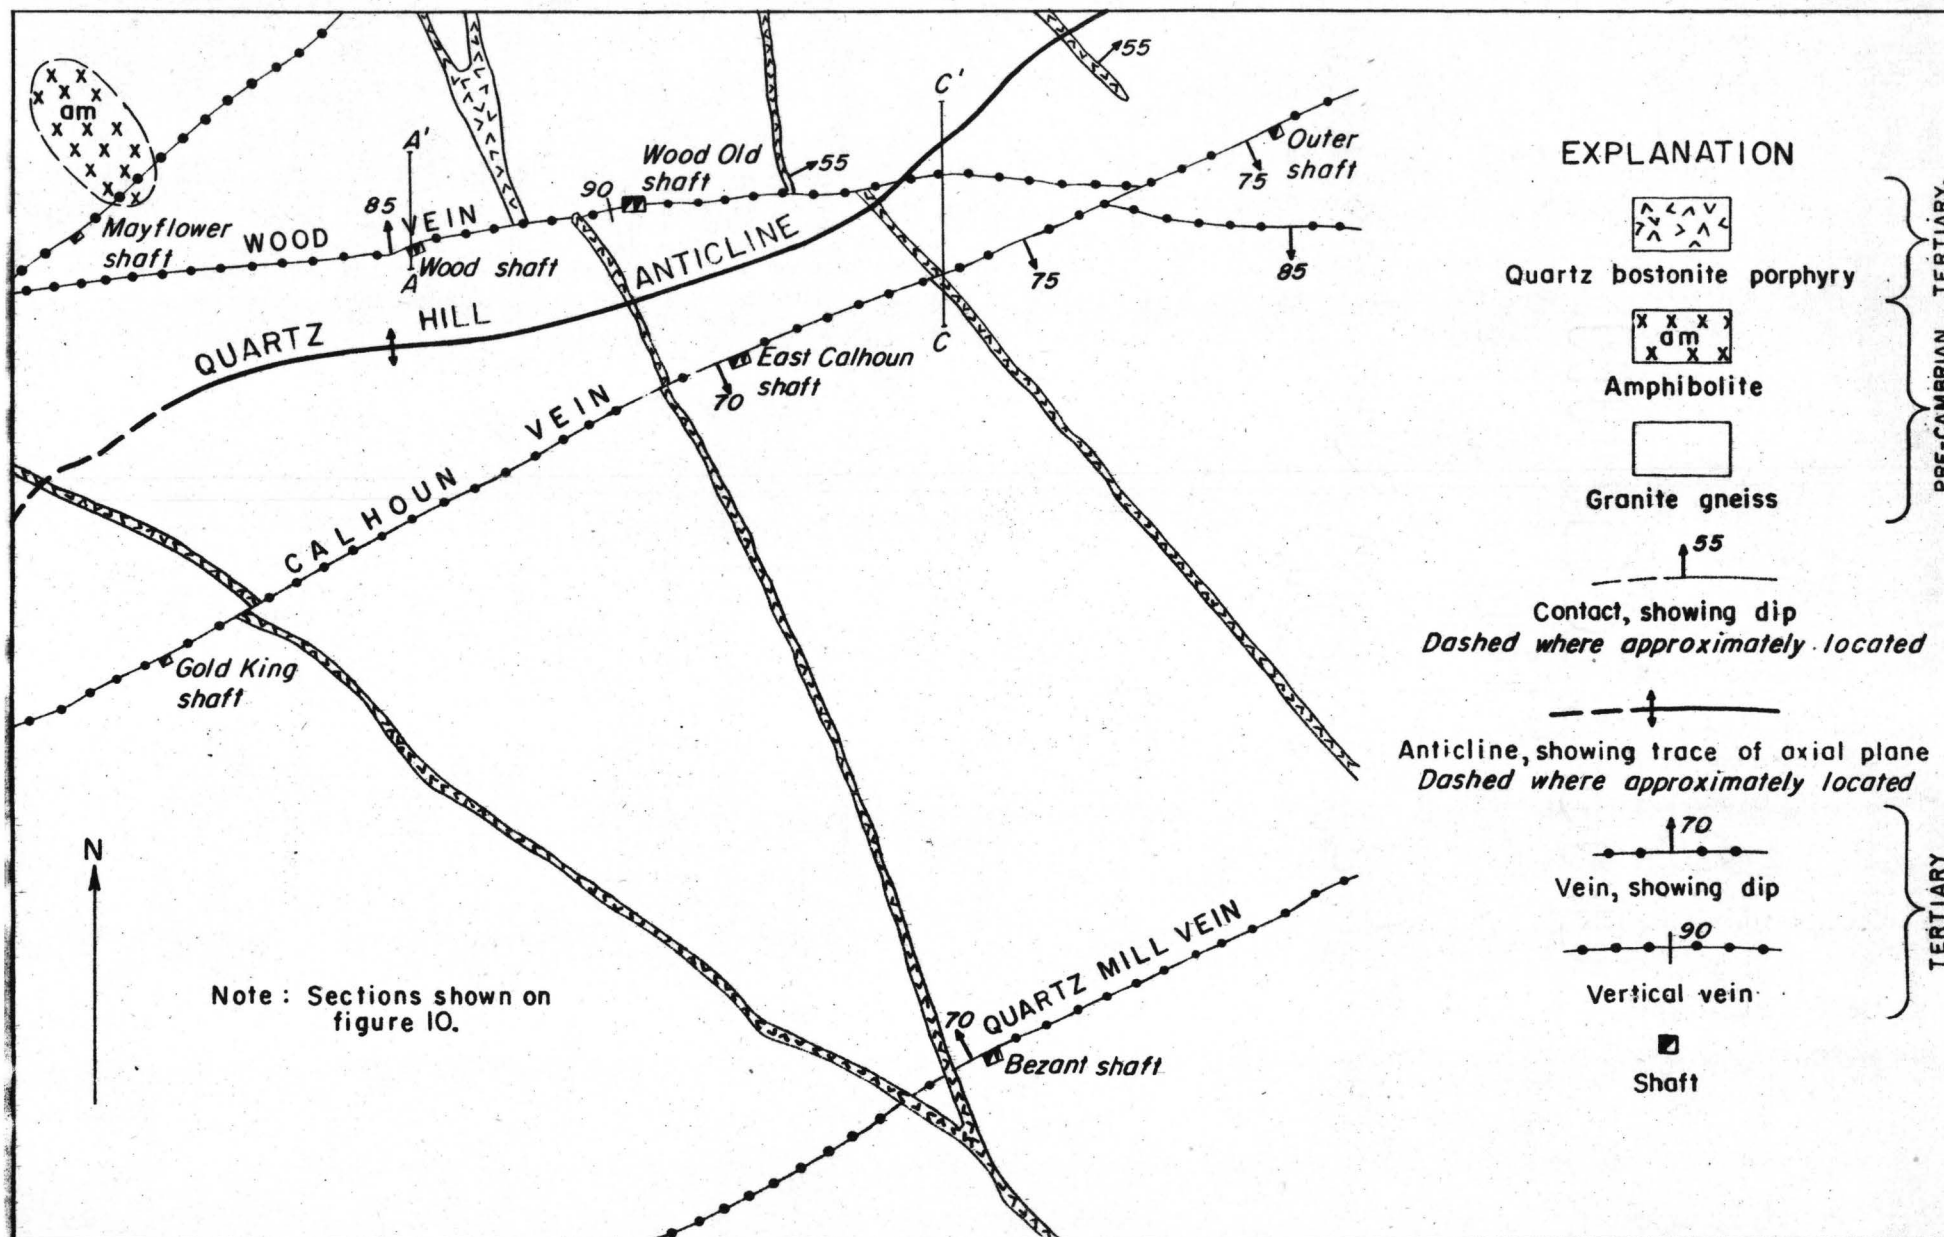 am
Mayflower
shaft
A'
85
WOOD VEIN
Wood shaft
A
90
Wood Old
shaft
55
C'
55
Outer
shaft
75
75
85
C
QUARTZ HILL ANTICLINE
East Calhoun
shaft
70
CALHOUN VEIN
Gold King
shaft
N
Note : Sections shown on
figure 10.
70
QUARTZ MILL VEIN
Bezant shaft
EXPLANATION
Quartz bostonite porphyry
TERTIARY
am
Amphibolite
Granite gneiss
PRE-CAMBRIAN
55
Contact, showing dip
Dashed where approximately located
Anticline, showing trace of axial plane
Dashed where approximately located
70
Vein, showing dip
90
Vertical vein
TERTIARY
Shaft